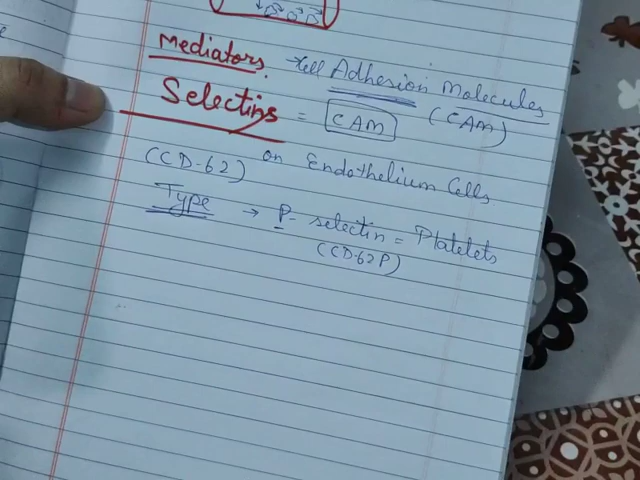 Mediators. Cell Adhesion Molecules
Selectins = CAM (CAM)
(CD-62) on Endothelium Cells
Type → P- selectin = Platelets
(CD-62P)